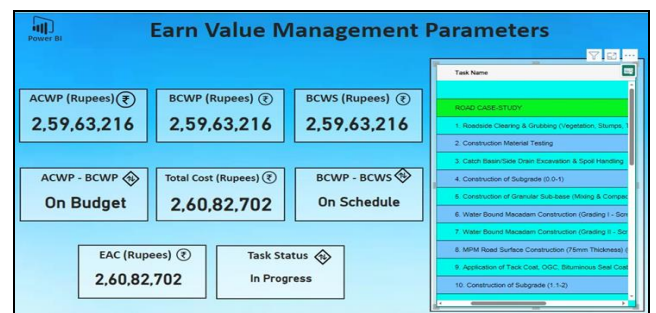 Power BI
Earn Value Management Parameters
ACWP (Rupees) ₹
2,59,63,216
BCWP (Rupees) ₹
2,59,63,216
BCWS (Rupees) ₹
2,59,63,216
ACWP - BCWP
On Budget
Total Cost (Rupees) ₹
2,60,82,702
BCWP - BCWS
On Schedule
EAC (Rupees) ₹
2,60,82,702
Task Status
In Progress
Task Name
ROAD CASE-STUDY
1. Roadside Clearing & Grubbing (Vegetation, Stumps,
2. Construction Material Testing
3. Catch Basin/Side Drain Excavation & Spoil Handling
4. Construction of Subgrade (0.0-1)
5. Construction of Granular Sub-base (Mixing & Compac
6. Water Bound Macadam Construction (Grading I - Scr
7. Water Bound Macadam Construction (Grading II - Scr
8. MPM Road Surface Construction (75mm Thickness)
9. Application of Tack Coat, OGC, Bituminous Seal Coat
10. Construction of Subgrade (1.1-2)